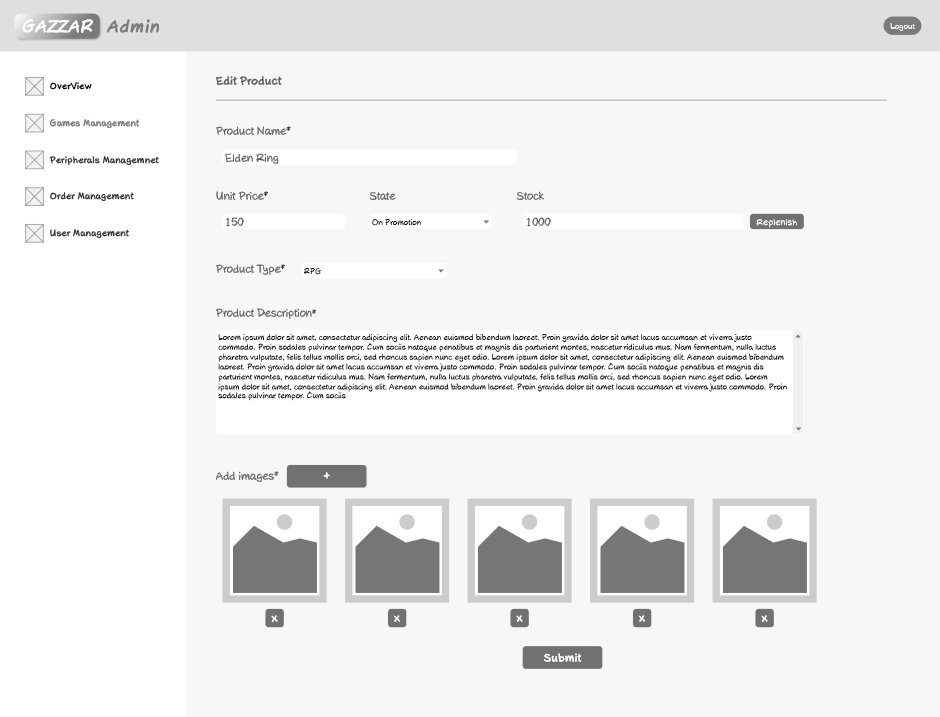 GAZZAR Admin
Logout
OverView
Games Management
Peripherals Managemnet
Order Management
User Management
Edit Product
Product Name*
Elden Ring
Unit Price* State Stock
150 On Promotion 1000 Replenish
Product Type* RPG
Product Description*
Lorem ipsum dolor sit amet, consectetur adipiscing elit. Aenean euismod bibendum laoreet. Proin gravida dolor sit amet lacus accumsan et viverra justo
commodo. Proin sodales pulvinar tempor. Cum sociis natoque penatibus et magnis dis parturient montes, nascetur ridiculus mus. Nam fermentum, nulla luctus
pharetra vulputate, felis tellus mollis orci, sed rhoncus sapien nunc eget odio. Lorem ipsum dolor sit amet, consectetur adipiscing elit. Aenean euismod bibendum
laoreet. Proin gravida dolor sit amet lacus accumsan et viverra justo commodo. Proin sodales pulvinar tempor. Cum sociis natoque penatibus et magnis dis
parturient montes, nascetur ridiculus mus. Nam fermentum, nulla luctus pharetra vulputate, felis tellus mollis orci, sed rhoncus sapien nunc eget odio. Lorem
ipsum dolor sit amet, consectetur adipiscing elit. Aenean euismod bibendum laoreet. Proin gravida dolor sit amet lacus accumsan et viverra justo commodo. Proin
sodales pulvinar tempor. Cum sociis
Add images* +
x x x x x
Submit